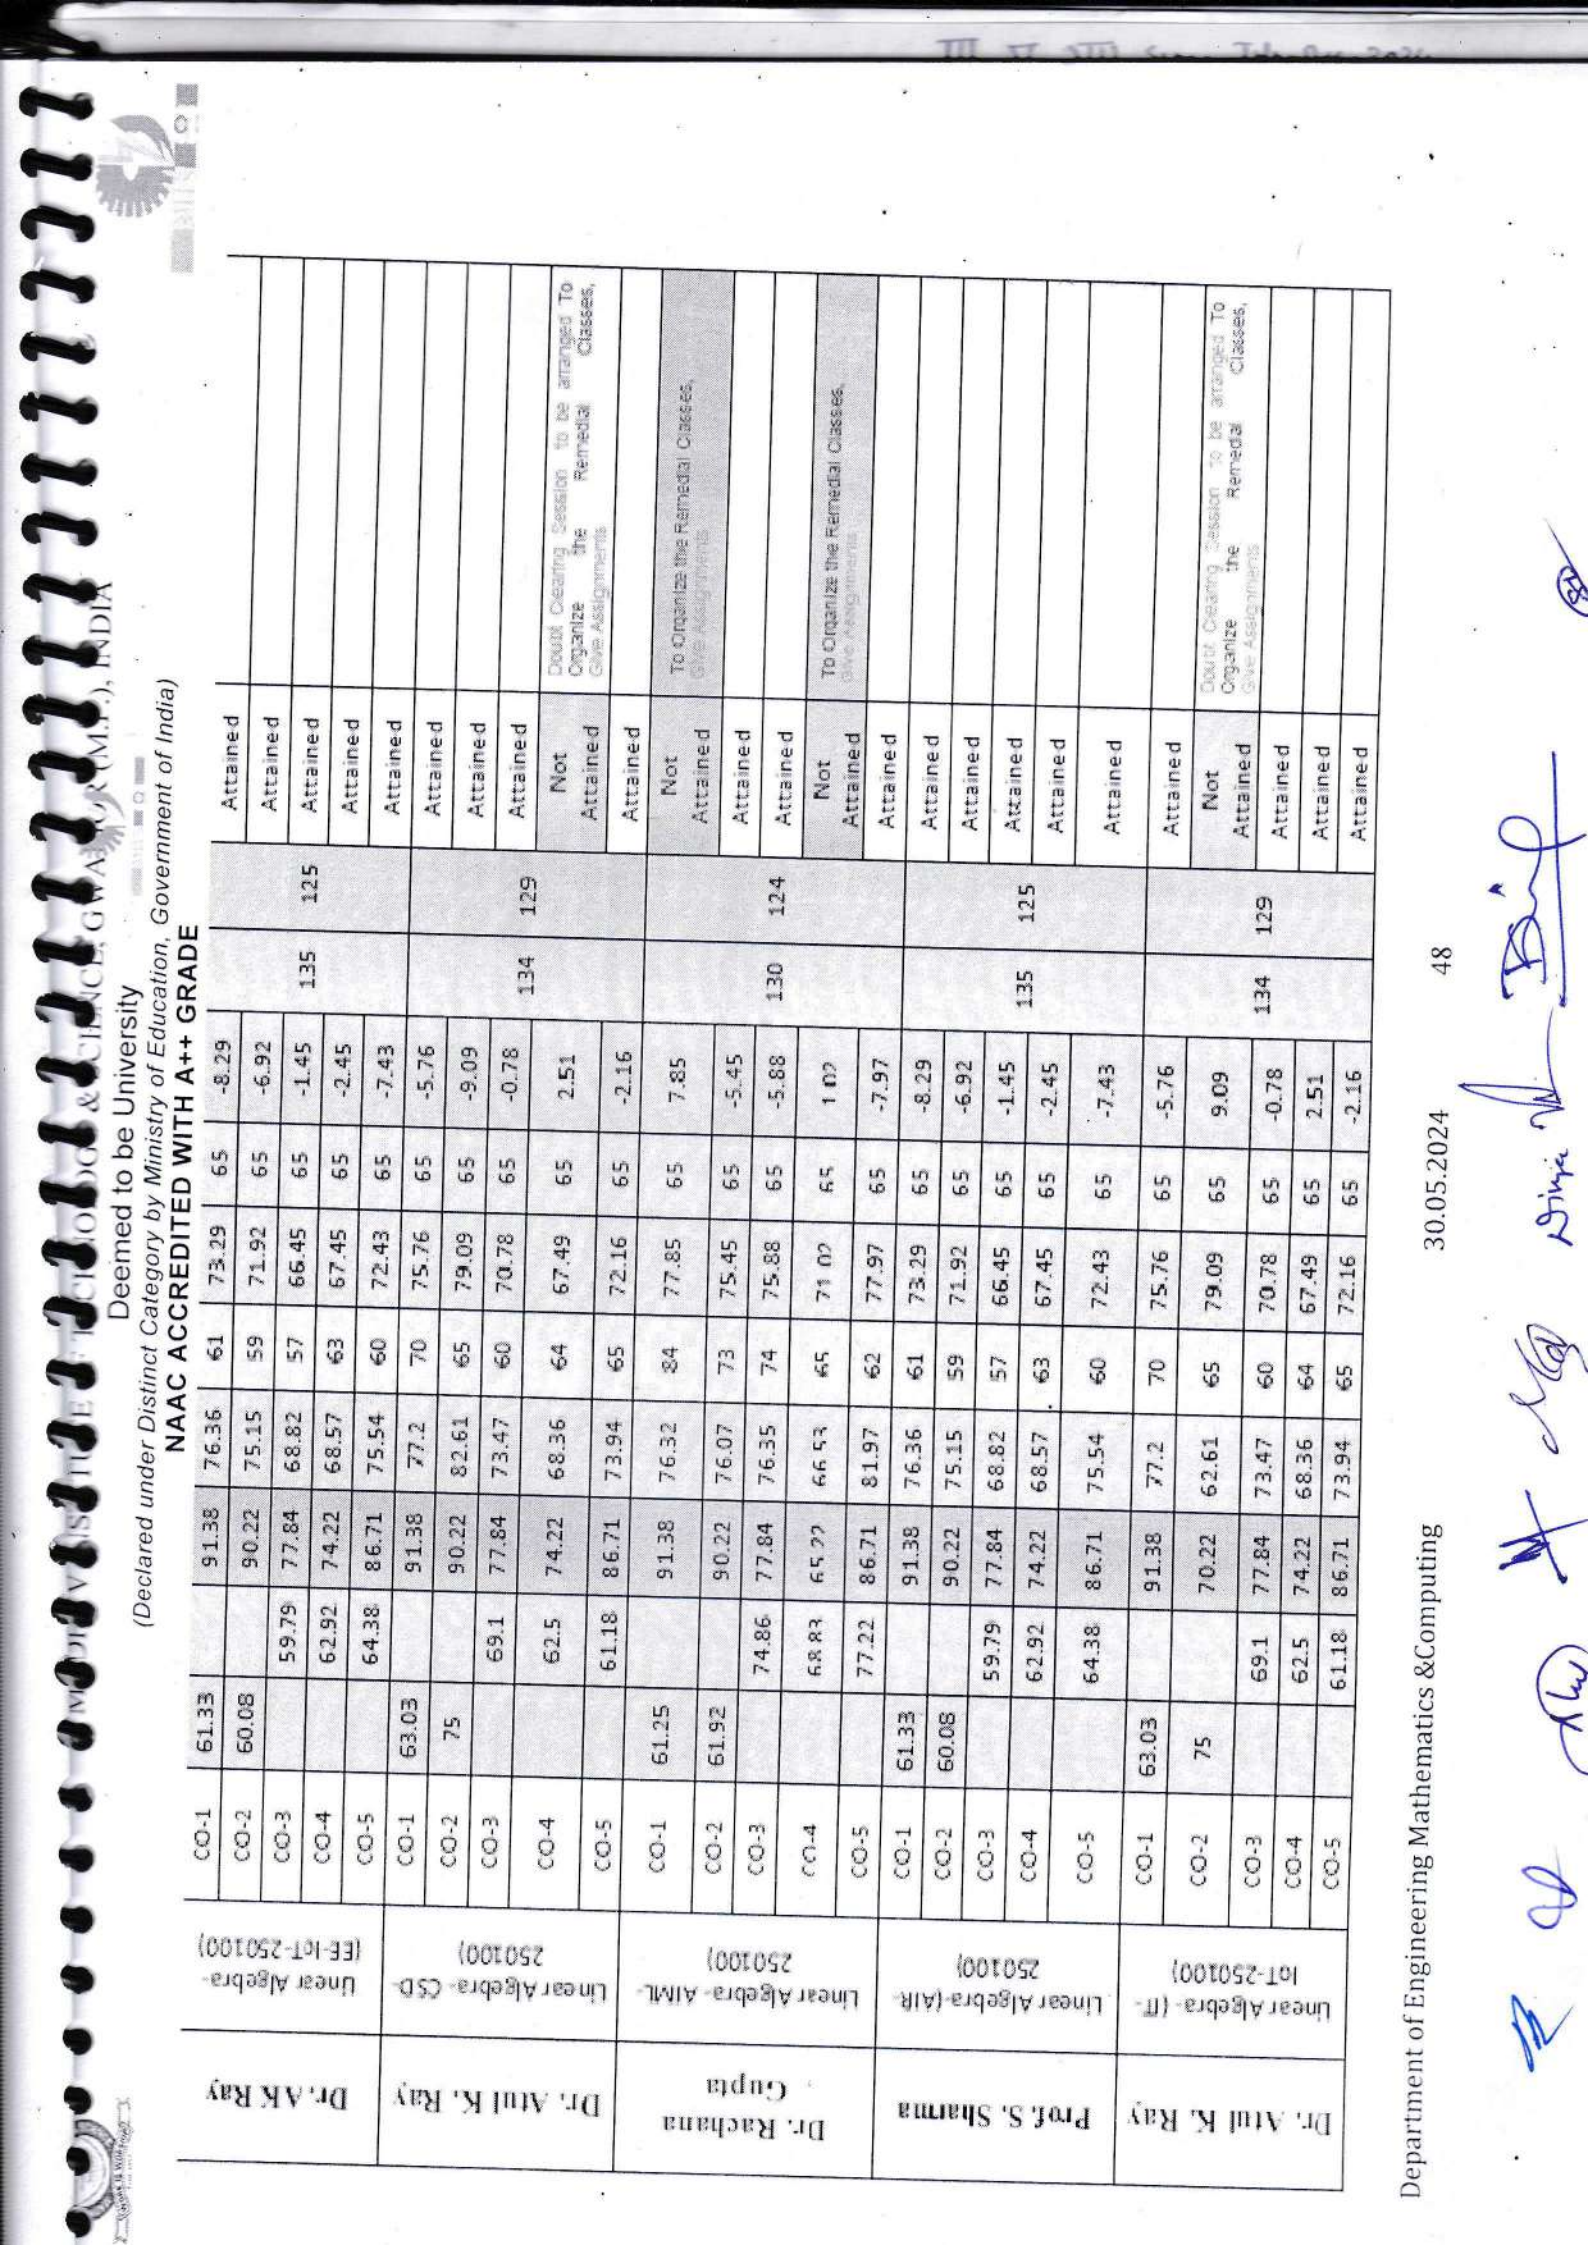 Deemed to be University
(Declared under Distinct Category by Ministry of Education, Government of India)
NAAC ACCREDITED WITH A++ GRADE
Dr. AK Ray
Linear Algebra- (EE-IoT-250100)
CO-1 61.33 91.38 76.36 61 73.29 65 -8.29 135 125 Attained
CO-2 60.08 90.22 75.15 59 71.92 65 -6.92 Attained
CO-3 59.79 77.84 68.82 57 66.45 65 -1.45 Attained
CO-4 62.92 74.22 68.57 63 67.45 65 -2.45 Attained
CO-5 64.38 86.71 75.54 60 72.43 65 -7.43 Attained
Dr. Atul K. Ray
Linear Algebra- CSD- 250100)
CO-1 63.03 91.38 77.2 70 75.76 65 -5.76 134 129 Attained
CO-2 75 90.22 82.61 65 79.09 65 -9.09 Attained
CO-3 69.1 77.84 73.47 60 70.78 65 -0.78 Attained
CO-4 62.5 74.22 68.36 64 67.49 65 2.51 Not Attained Doubt Clearing Session to be arranged To Organize the Remedial Classes, Give Assignments
CO-5 61.18 86.71 73.94 65 72.16 65 -2.16 Attained
Dr. Rachana Gupta
Linear Algebra- AIML- 250100)
CO-1 61.25 91.38 76.32 84 77.85 65 7.85 130 124 Not Attained To Organize the Remedial Classes, Give Assignments
CO-2 61.92 90.22 76.07 73 75.45 65 -5.45 Attained
CO-3 74.86 77.84 76.35 74 75.88 65 -5.88 Attained
CO-4 68.83 65.22 66.53 65 71.02 65 1.02 Not Attained To Organize the Remedial Classes, Give Assignments
CO-5 77.22 86.71 81.97 62 77.97 65 -7.97 Attained
Prof. S. Sharma
Linear Algebra-(AIR- 250100)
CO-1 61.33 91.38 76.36 61 73.29 65 -8.29 135 125 Attained
CO-2 60.08 90.22 75.15 59 71.92 65 -6.92 Attained
CO-3 59.79 77.84 68.82 57 66.45 65 -1.45 Attained
CO-4 62.92 74.22 68.57 63 67.45 65 -2.45 Attained
CO-5 64.38 86.71 75.54 60 72.43 65 -7.43 Attained
Dr. Atul K. Ray
Linear Algebra- (IT- IoT-250100)
CO-1 63.03 91.38 77.2 70 75.76 65 -5.76 134 129 Attained
CO-2 75 70.22 62.61 65 79.09 65 9.09 Not Attained Doubt Clearing Session to be arranged To Organize the Remedial Classes, Give Assignments
CO-3 69.1 77.84 73.47 60 70.78 65 -0.78 Attained
CO-4 62.5 74.22 68.36 64 67.49 65 2.51 Attained
CO-5 61.18 86.71 73.94 65 72.16 65 -2.16 Attained
Department of Engineering Mathematics &Computing 30.05.2024 48